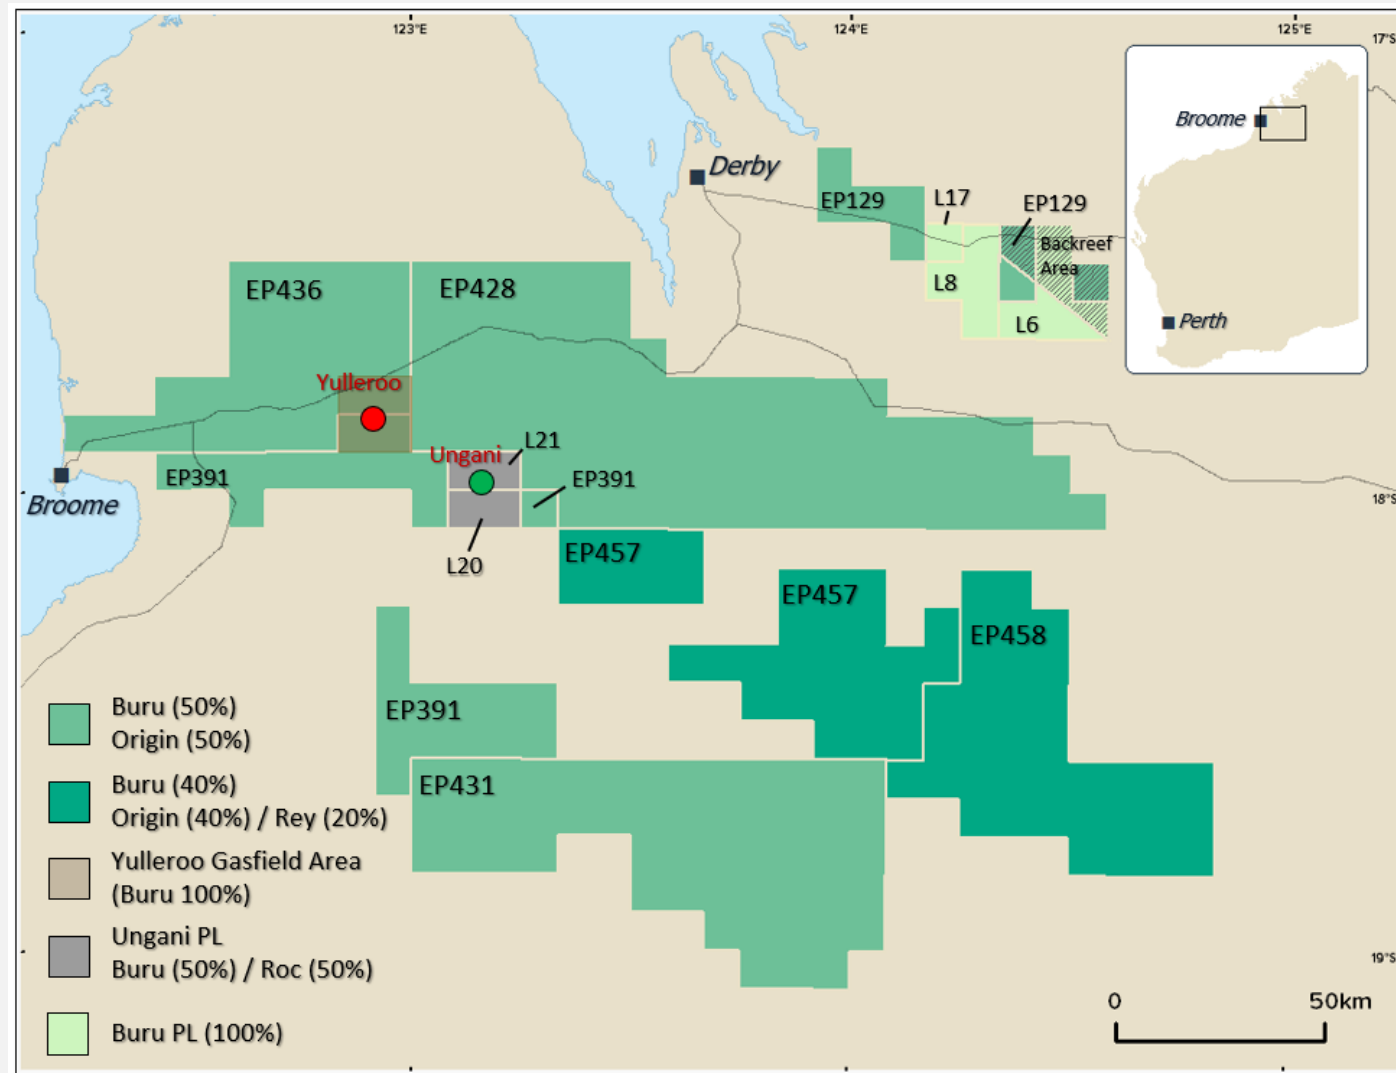 123°E
124°E
125°E
17°S
Broome
Perth
Derby
EP129
L17
EP129
Backreef
Area
L8
L6
EP436
EP428
Yulleroo
Ungani
L21
EP391
EP391
Broome
L20
18°S
EP457
EP457
EP458
EP391
EP431
Buru (50%)
Origin (50%)
Buru (40%)
Origin (40%) / Rey (20%)
Yulleroo Gasfield Area
(Buru 100%)
Ungani PL
Buru (50%) / Roc (50%)
Buru PL (100%)
19°S
0 50km